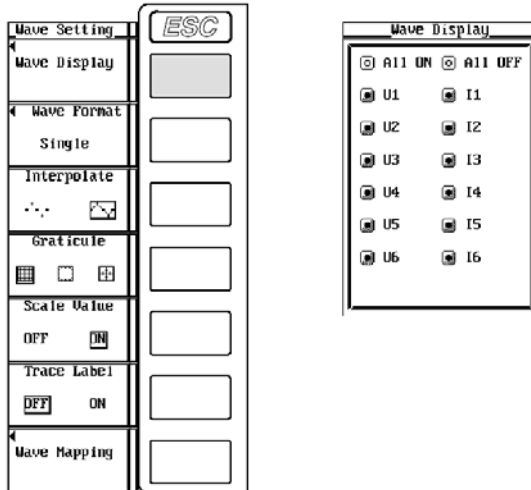 Wave Setting
Wave Display
Wave Format
Single
Interpolate
Graticule
Scale Value
OFF ON
Trace Label
OFF ON
Wave Mapping
ESC
Wave Display
All ON All OFF
U1 I1
U2 I2
U3 I3
U4 I4
U5 I5
U6 I6